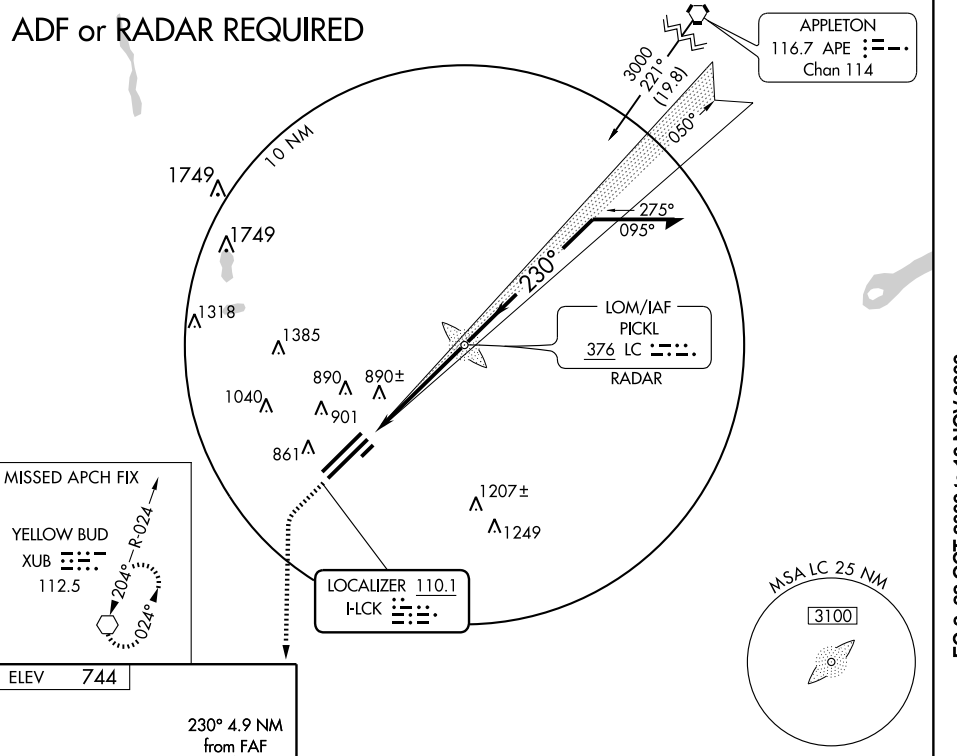 ADF or RADAR REQUIRED
APPLETON
116.7 APE
Chan 114
3000
221°
(19.8)
10 NM
050°
1749
275°
095°
1749
230°
1318
LOM/IAF
PICKL
376 LC
RADAR
1385
890
890±
1040
901
861
MISSED APCH FIX
1207±
1249
YELLOW BUD
XUB
112.5
R-024
204°
024°
LOCALIZER 110.1
I-LCK
MSA LC 25 NM
3100
ELEV 744
230° 4.9 NM
from FAF